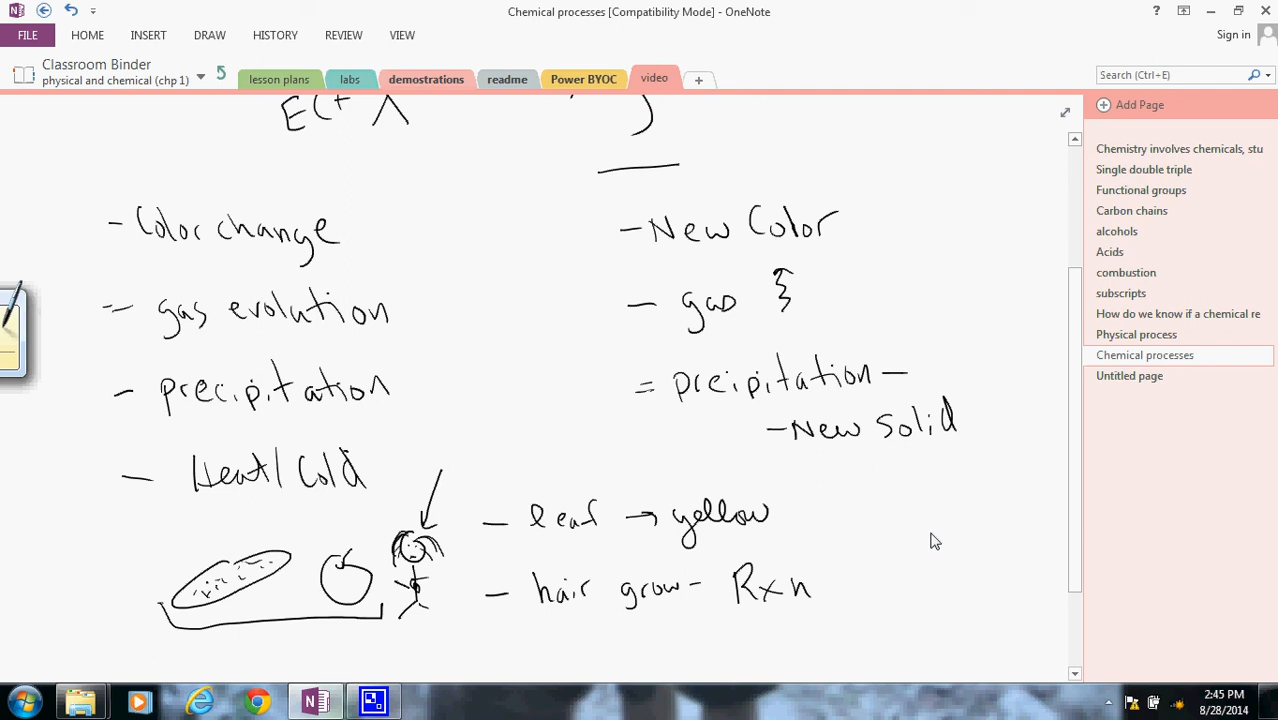 Chemical processes [Compatibility Mode] - OneNote
?
FILE HOME INSERT DRAW HISTORY REVIEW VIEW
Sign in
Classroom Binder
physical and chemical (chp 1)
lesson plans labs demostrations readme Power BYOC video +
Search (Ctrl+E)
Add Page
Chemistry involves chemicals, stu
Single double triple
Functional groups
Carbon chains
alcohols
Acids
combustion
subscripts
How do we know if a chemical re
Physical process
Chemical processes
Untitled page
- Color change
= gas evolution
- precipitation
- Heat/Cold
- New Color
- gas
= precipitation -
- New Solid
- leaf → yellow
- hair grow - Rxn
2:45 PM
8/28/2014